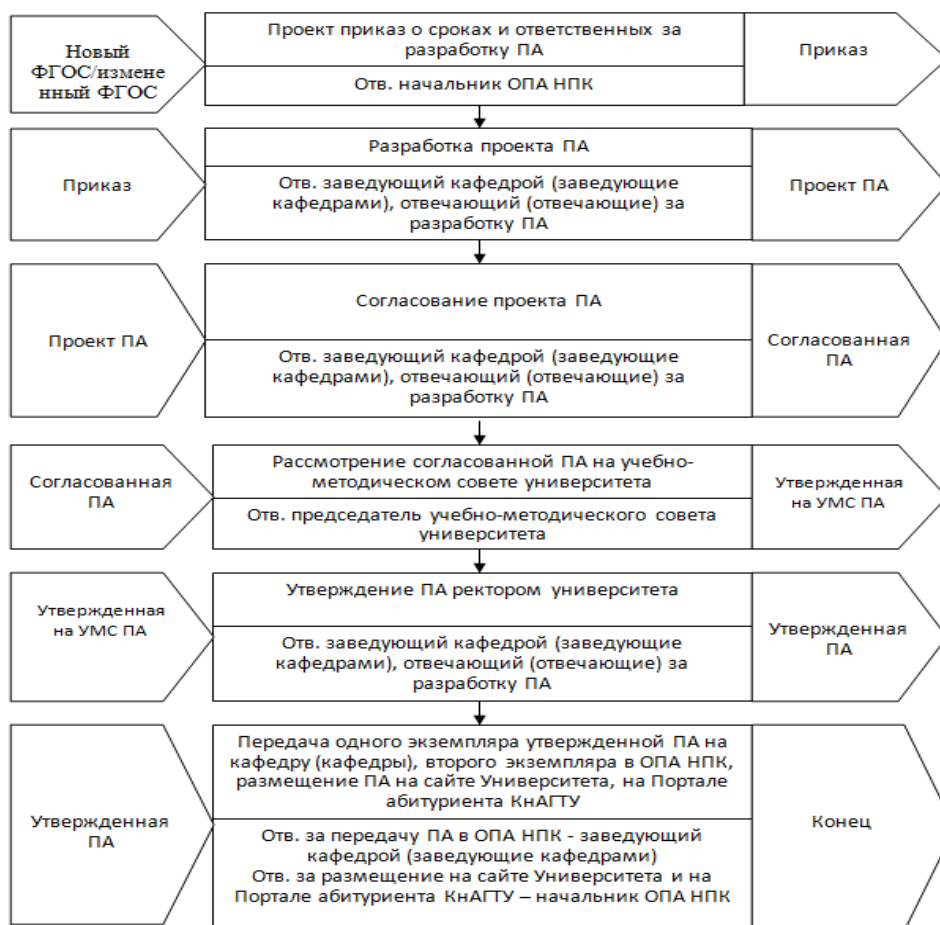 Новый
ФГОС/измене
нный ФГОС
Проект приказ о сроках и ответственных за
разработку ПА
Отв. начальник ОПА НПК
Приказ
Приказ
Разработка проекта ПА
Отв. заведующий кафедрой (заведующие
кафедрами), отвечающий (отвечающие) за
разработку ПА
Проект ПА
Проект ПА
Согласование проекта ПА
Отв. заведующий кафедрой (заведующие
кафедрами), отвечающий (отвечающие) за
разработку ПА
Согласованная
ПА
Согласованная
ПА
Рассмотрение согласованной ПА на учебно-
методическом совете университета
Отв. председатель учебно-методического совета
университета
Утвержденная
на УМС ПА
Утвержденная
на УМС ПА
Утверждение ПА ректором университета
Отв. заведующий кафедрой (заведующие
кафедрами), отвечающий (отвечающие) за
разработку ПА
Утвержденная
ПА
Утвержденная
ПА
Передача одного экземпляра утвержденной ПА на
кафедру (кафедры), второго экземпляра в ОПА НПК,
размещение ПА на сайте Университета, на Портале
абитуриента КнАГТУ
Отв. за передачу ПА в ОПА НПК - заведующий
кафедрой (заведующие кафедрами)
Отв. за размещение на сайте Университета и на
Портале абитуриента КнАГТУ – начальник ОПА НПК
Конец